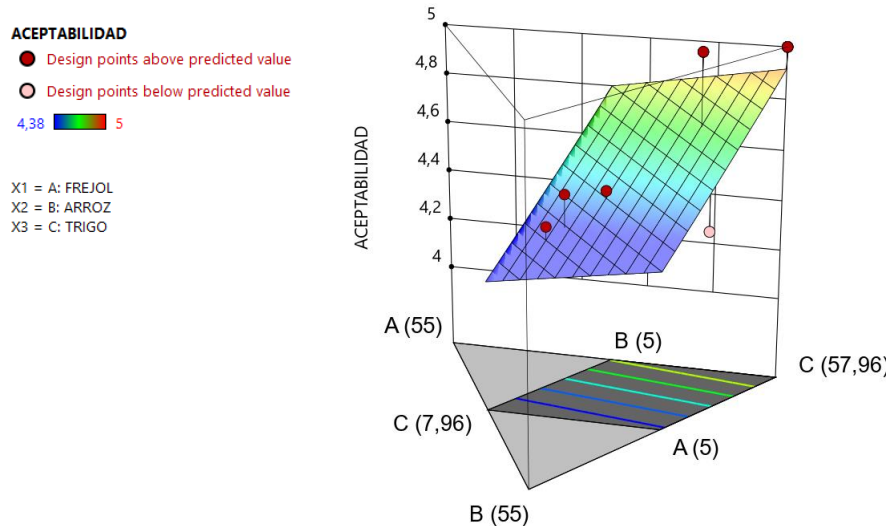 ACEPTABILIDAD
Design points above predicted value
Design points below predicted value
4,38 5
X1 = A: FREJOL
X2 = B: ARROZ
X3 = C: TRIGO
5
4,8
4,6
4,4
4,2
4
ACEPTABILIDAD
A (55)
B (5)
C (57,96)
C (7,96)
A (5)
B (55)